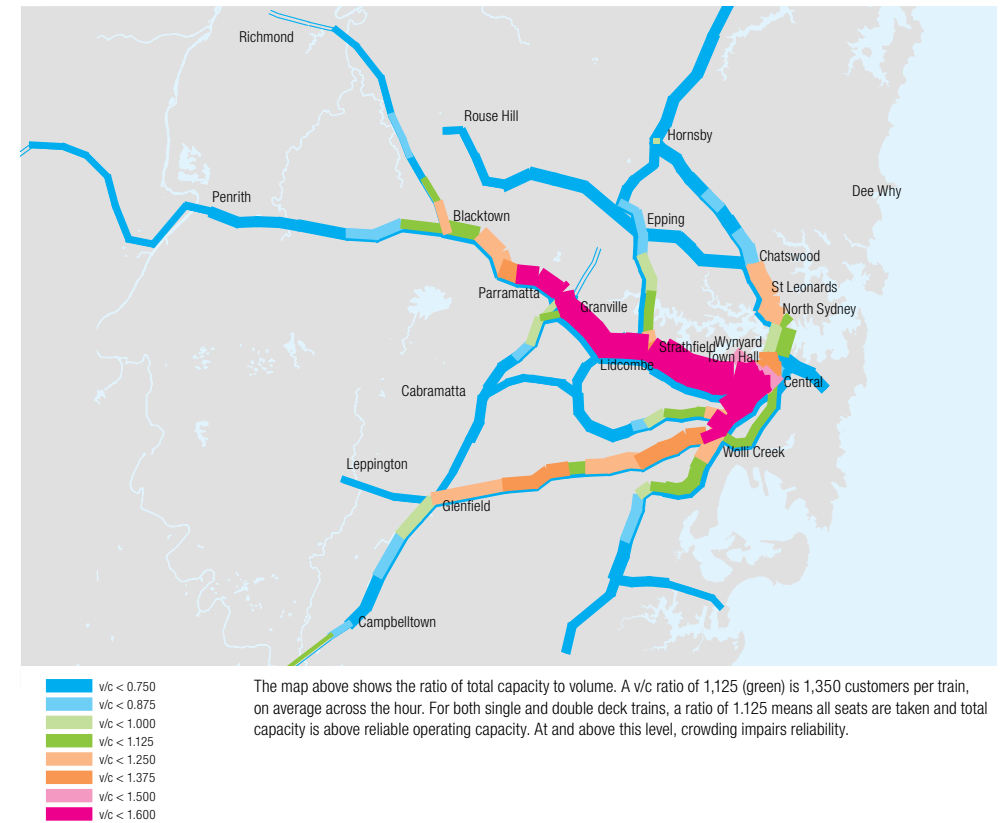 Richmond
Rouse Hill
Hornsby
Dee Why
Penrith
Blacktown
Epping
Chatswood
St Leonards
Parramatta
Granville
North Sydney
Strathfield
Wynyard
Town Hall
Lidcombe
Central
Cabramatta
Wolli Creek
Leppington
Glenfield
Campbelltown
v/c < 0.750
v/c < 0.875
v/c < 1.000
v/c < 1.125
v/c < 1.250
v/c < 1.375
v/c < 1.500
v/c < 1.600
The map above shows the ratio of total capacity to volume. A v/c ratio of 1,125 (green) is 1,350 customers per train,
on average across the hour. For both single and double deck trains, a ratio of 1.125 means all seats are taken and total
capacity is above reliable operating capacity. At and above this level, crowding impairs reliability.